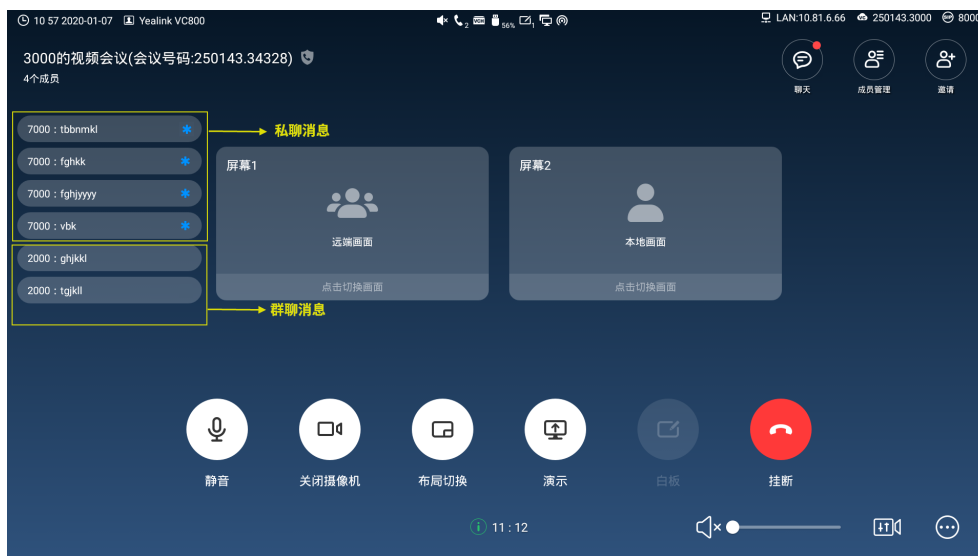 10 57 2020-01-07 Yealink VC800 2 56% 1 LAN:10.81.6.66 250143.3000 8000
3000的视频会议(会议号码:250143.34328)
4个成员
聊天 成员管理 邀请
7000 : tbbnmkl
私聊消息
7000 : fghkk
7000 : fghjyyyy
7000 : vbk
2000 : ghjkkl
2000 : tgjkll
群聊消息
屏幕1
远端画面
点击切换画面
屏幕2
本地画面
点击切换画面
静音 关闭摄像机 布局切换 演示 白板 挂断
11 : 12